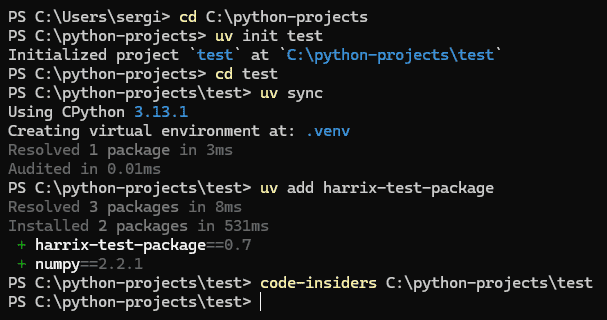 PS C:\Users\sergi> cd C:\python-projects
PS C:\python-projects> uv init test
Initialized project `test` at `C:\python-projects\test`
PS C:\python-projects> cd test
PS C:\python-projects\test> uv sync
Using CPython 3.13.1
Creating virtual environment at: .venv
Resolved 1 package in 3ms
Audited in 0.01ms
PS C:\python-projects\test> uv add harrix-test-package
Resolved 3 packages in 8ms
Installed 2 packages in 531ms
 + harrix-test-package==0.7
 + numpy==2.2.1
PS C:\python-projects\test> code-insiders C:\python-projects\test
PS C:\python-projects\test>